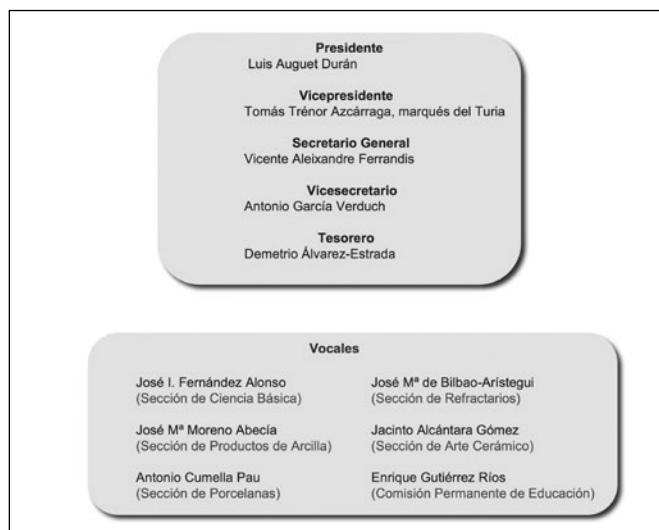 Presidente
Luis Auguet Durán
Vicepresidente
Tomás Trénor Azcárraga, marqués del Turia
Secretario General
Vicente Aleixandre Ferrandis
Vicesecretario
Antonio García Verduch
Tesorero
Demetrio Álvarez-Estrada
Vocales
José I. Fernández Alonso
(Sección de Ciencia Básica)
José Mª Moreno Abecía
(Sección de Productos de Arcilla)
Antonio Cumella Pau
(Sección de Porcelanas)
José Mª de Bilbao-Arístegui
(Sección de Refractarios)
Jacinto Alcántara Gómez
(Sección de Arte Cerámico)
Enrique Gutiérrez Ríos
(Comisión Permanente de Educación)